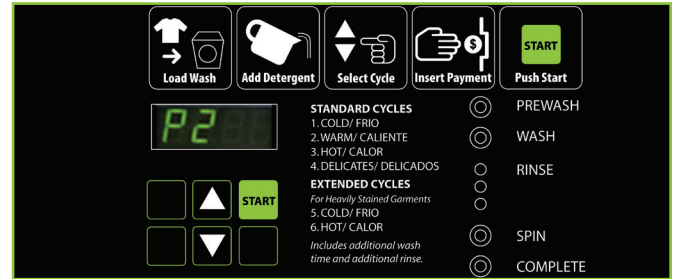 Load Wash
Add Detergent
Select Cycle
$
Insert Payment
START
Push Start
P2
START
STANDARD CYCLES
1. COLD/ FRIO
2. WARM/ CALIENTE
3. HOT/ CALOR
4. DELICATES/ DELICADOS
EXTENDED CYCLES
For Heavily Stained Garments
5. COLD/ FRIO
6. HOT/ CALOR
Includes additional wash
time and additional rinse.
PREWASH
WASH
RINSE
SPIN
COMPLETE